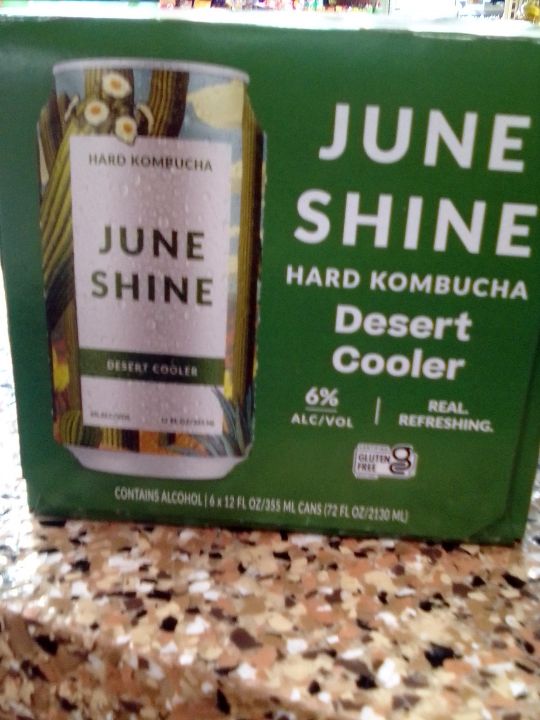 HARD KOMBUCHA
JUNE
SHINE
DESERT COOLER
JUNE
SHINE
HARD KOMBUCHA
Desert
Cooler
6%
ALC/VOL
REAL.
REFRESHING.
GLUTEN
FREE
CONTAINS ALCOHOL | 6 x 12 FL OZ/355 ML CANS (72 FL OZ/2130 ML)